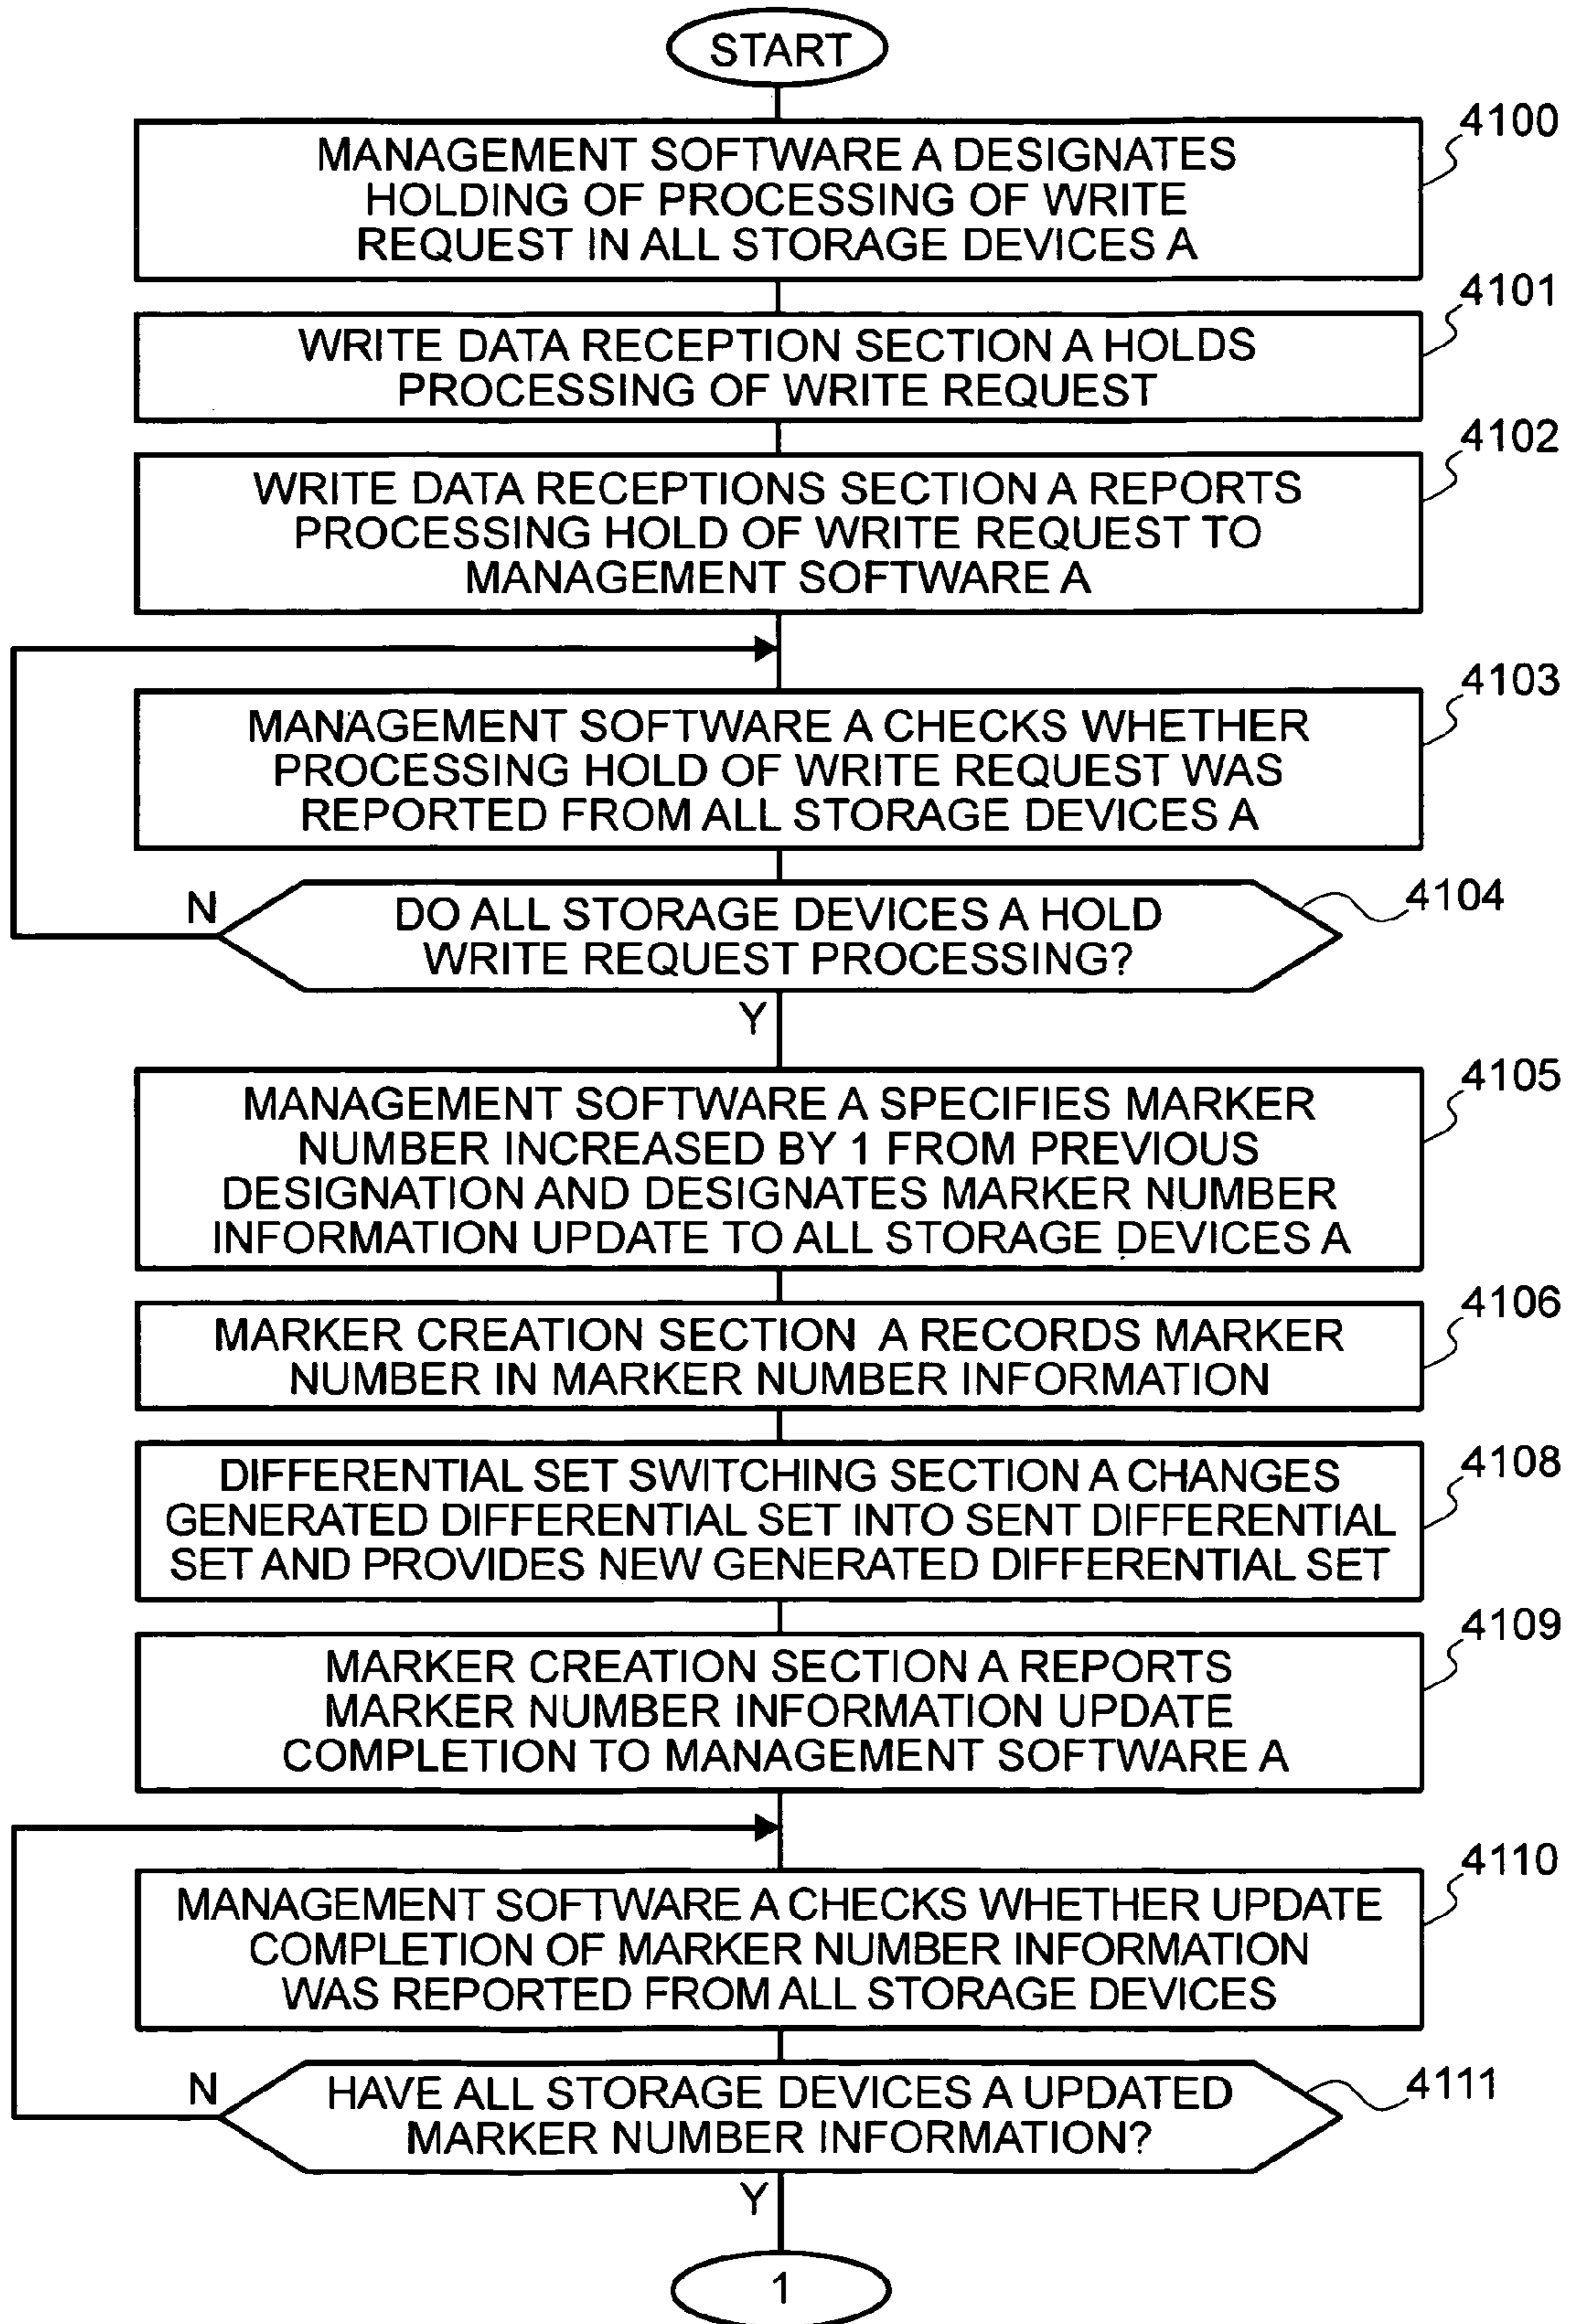 START
4100
MANAGEMENT SOFTWARE A DESIGNATES
HOLDING OF PROCESSING OF WRITE
REQUEST IN ALL STORAGE DEVICES A
4101
WRITE DATA RECEPTION SECTION A HOLDS
PROCESSING OF WRITE REQUEST
4102
WRITE DATA RECEPTIONS SECTION A REPORTS
PROCESSING HOLD OF WRITE REQUEST TO
MANAGEMENT SOFTWARE A
4103
MANAGEMENT SOFTWARE A CHECKS WHETHER
PROCESSING HOLD OF WRITE REQUEST WAS
REPORTED FROM ALL STORAGE DEVICES A
N
4104
DO ALL STORAGE DEVICES A HOLD
WRITE REQUEST PROCESSING?
Y
4105
MANAGEMENT SOFTWARE A SPECIFIES MARKER
NUMBER INCREASED BY 1 FROM PREVIOUS
DESIGNATION AND DESIGNATES MARKER NUMBER
INFORMATION UPDATE TO ALL STORAGE DEVICES A
4106
MARKER CREATION SECTION A RECORDS MARKER
NUMBER IN MARKER NUMBER INFORMATION
4108
DIFFERENTIAL SET SWITCHING SECTION A CHANGES
GENERATED DIFFERENTIAL SET INTO SENT DIFFERENTIAL
SET AND PROVIDES NEW GENERATED DIFFERENTIAL SET
4109
MARKER CREATION SECTION A REPORTS
MARKER NUMBER INFORMATION UPDATE
COMPLETION TO MANAGEMENT SOFTWARE A
4110
MANAGEMENT SOFTWARE A CHECKS WHETHER UPDATE
COMPLETION OF MARKER NUMBER INFORMATION
WAS REPORTED FROM ALL STORAGE DEVICES
N
4111
HAVE ALL STORAGE DEVICES A UPDATED
MARKER NUMBER INFORMATION?
Y
1